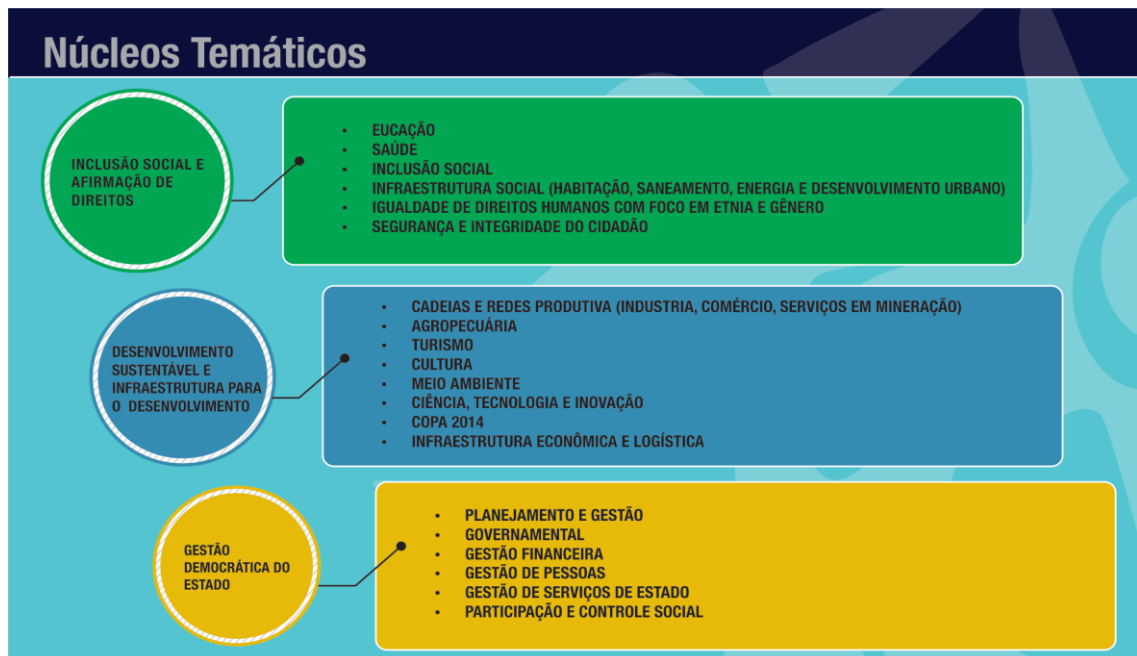 Núcleos Temáticos
INCLUSÃO SOCIAL E
AFIRMAÇÃO DE
DIREITOS
• EUCAÇÃO
• SAÚDE
• INCLUSÃO SOCIAL
• INFRAESTRUTURA SOCIAL (HABITAÇÃO, SANEAMENTO, ENERGIA E DESENVOLVIMENTO URBANO)
• IGUALDADE DE DIREITOS HUMANOS COM FOCO EM ETNIA E GÊNERO
• SEGURANÇA E INTEGRIDADE DO CIDADÃO
DESENVOLVIMENTO
SUSTENTÁVEL E
INFRAESTRUTURA PARA
O DESENVOLVIMENTO
• CADEIAS E REDES PRODUTIVA (INDUSTRIA, COMÉRCIO, SERVIÇOS EM MINERAÇÃO)
• AGROPECUÁRIA
• TURISMO
• CULTURA
• MEIO AMBIENTE
• CIÊNCIA, TECNOLOGIA E INOVAÇÃO
• COPA 2014
• INFRAESTRUTURA ECONÔMICA E LOGÍSTICA
GESTÃO
DEMOCRÁTICA DO
ESTADO
• PLANEJAMENTO E GESTÃO
• GOVERNAMENTAL
• GESTÃO FINANCEIRA
• GESTÃO DE PESSOAS
• GESTÃO DE SERVIÇOS DE ESTADO
• PARTICIPAÇÃO E CONTROLE SOCIAL